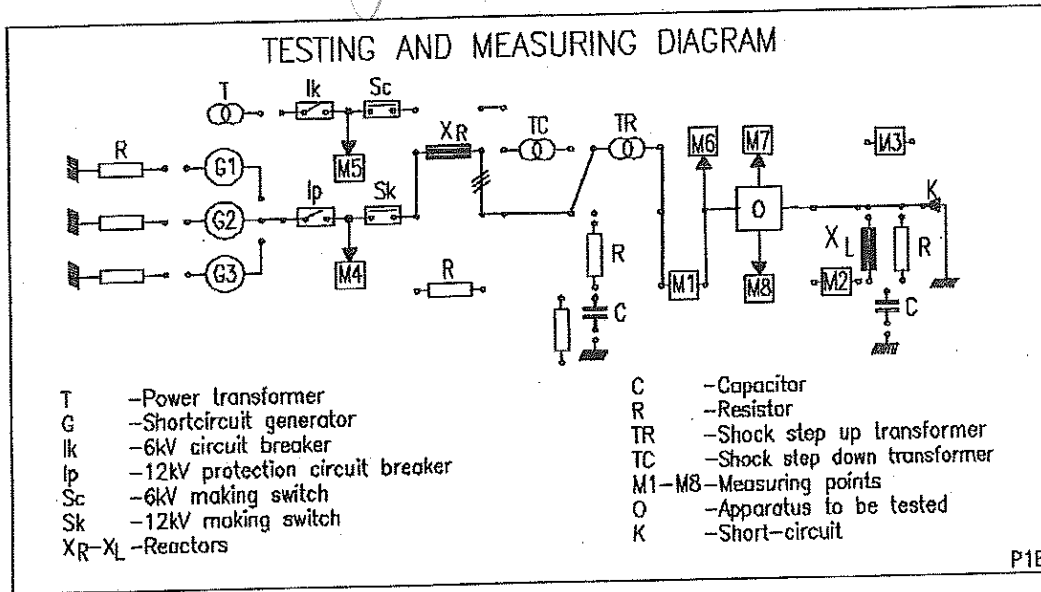 TESTING AND MEASURING DIAGRAM
T Ik Sc
M5
R G1
G2
G3
Ip Sk
M4
XR
TC TR
R
R
C
M1
M6 M7
O
M8
M3
K
XL R
M2
C
T -Power transformer
G -Shortcircuit generator
Ik -6kV circuit breaker
Ip -12kV protection circuit breaker
Sc -6kV making switch
Sk -12kV making switch
XR-XL -Reactors
C -Capacitor
R -Resistor
TR -Shock step up transformer
TC -Shock step down transformer
M1-M8-Measuring points
O -Apparatus to be tested
K -Short-circuit